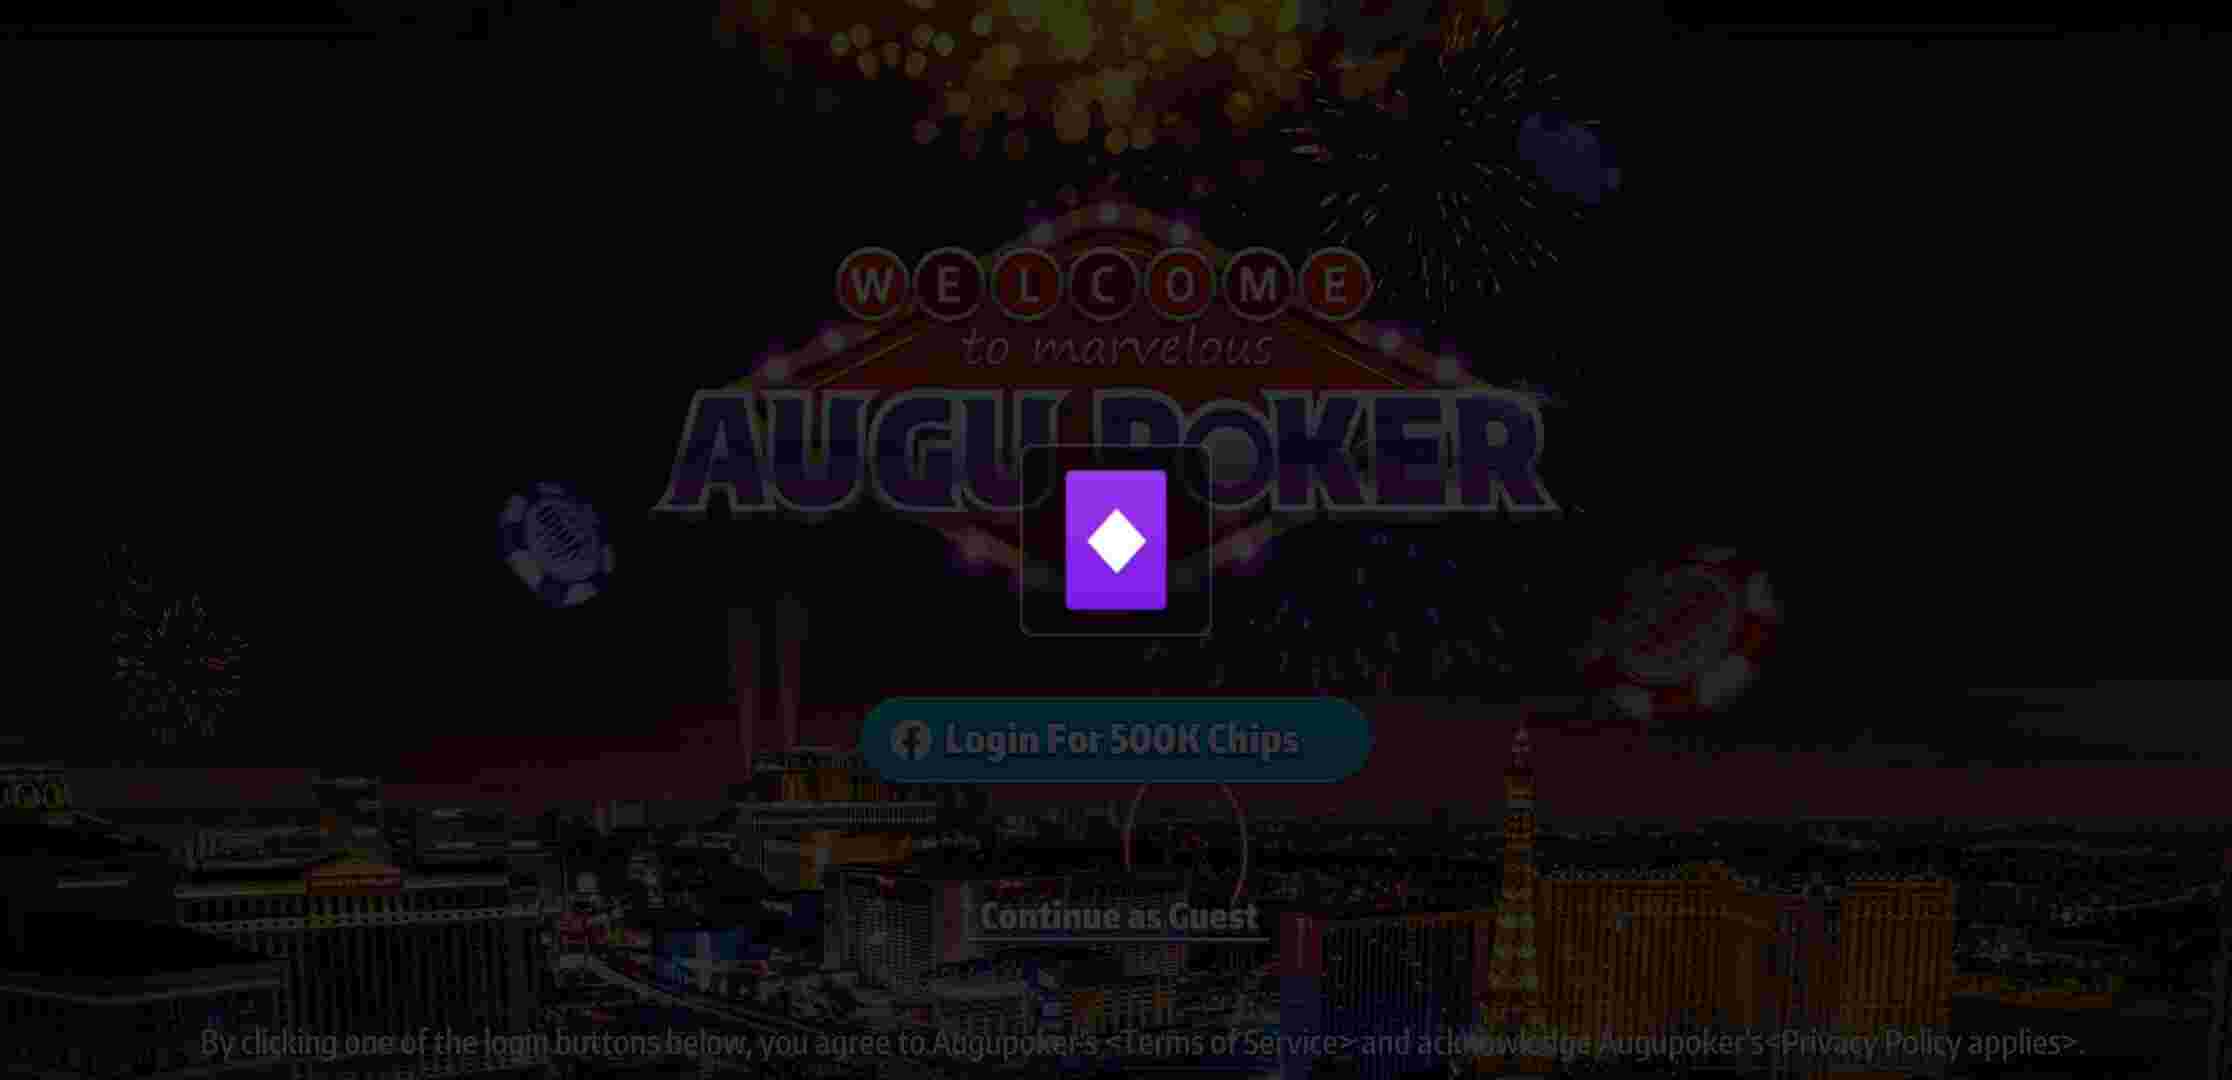 WELCOME
to marvelous
AUGU POKER
Login For 500K Chips
Continue as Guest
By clicking one of the login buttons below, you agree to Augupoker's <Terms of Service> and acknowledge Augupoker's<Privacy Policy applies>.